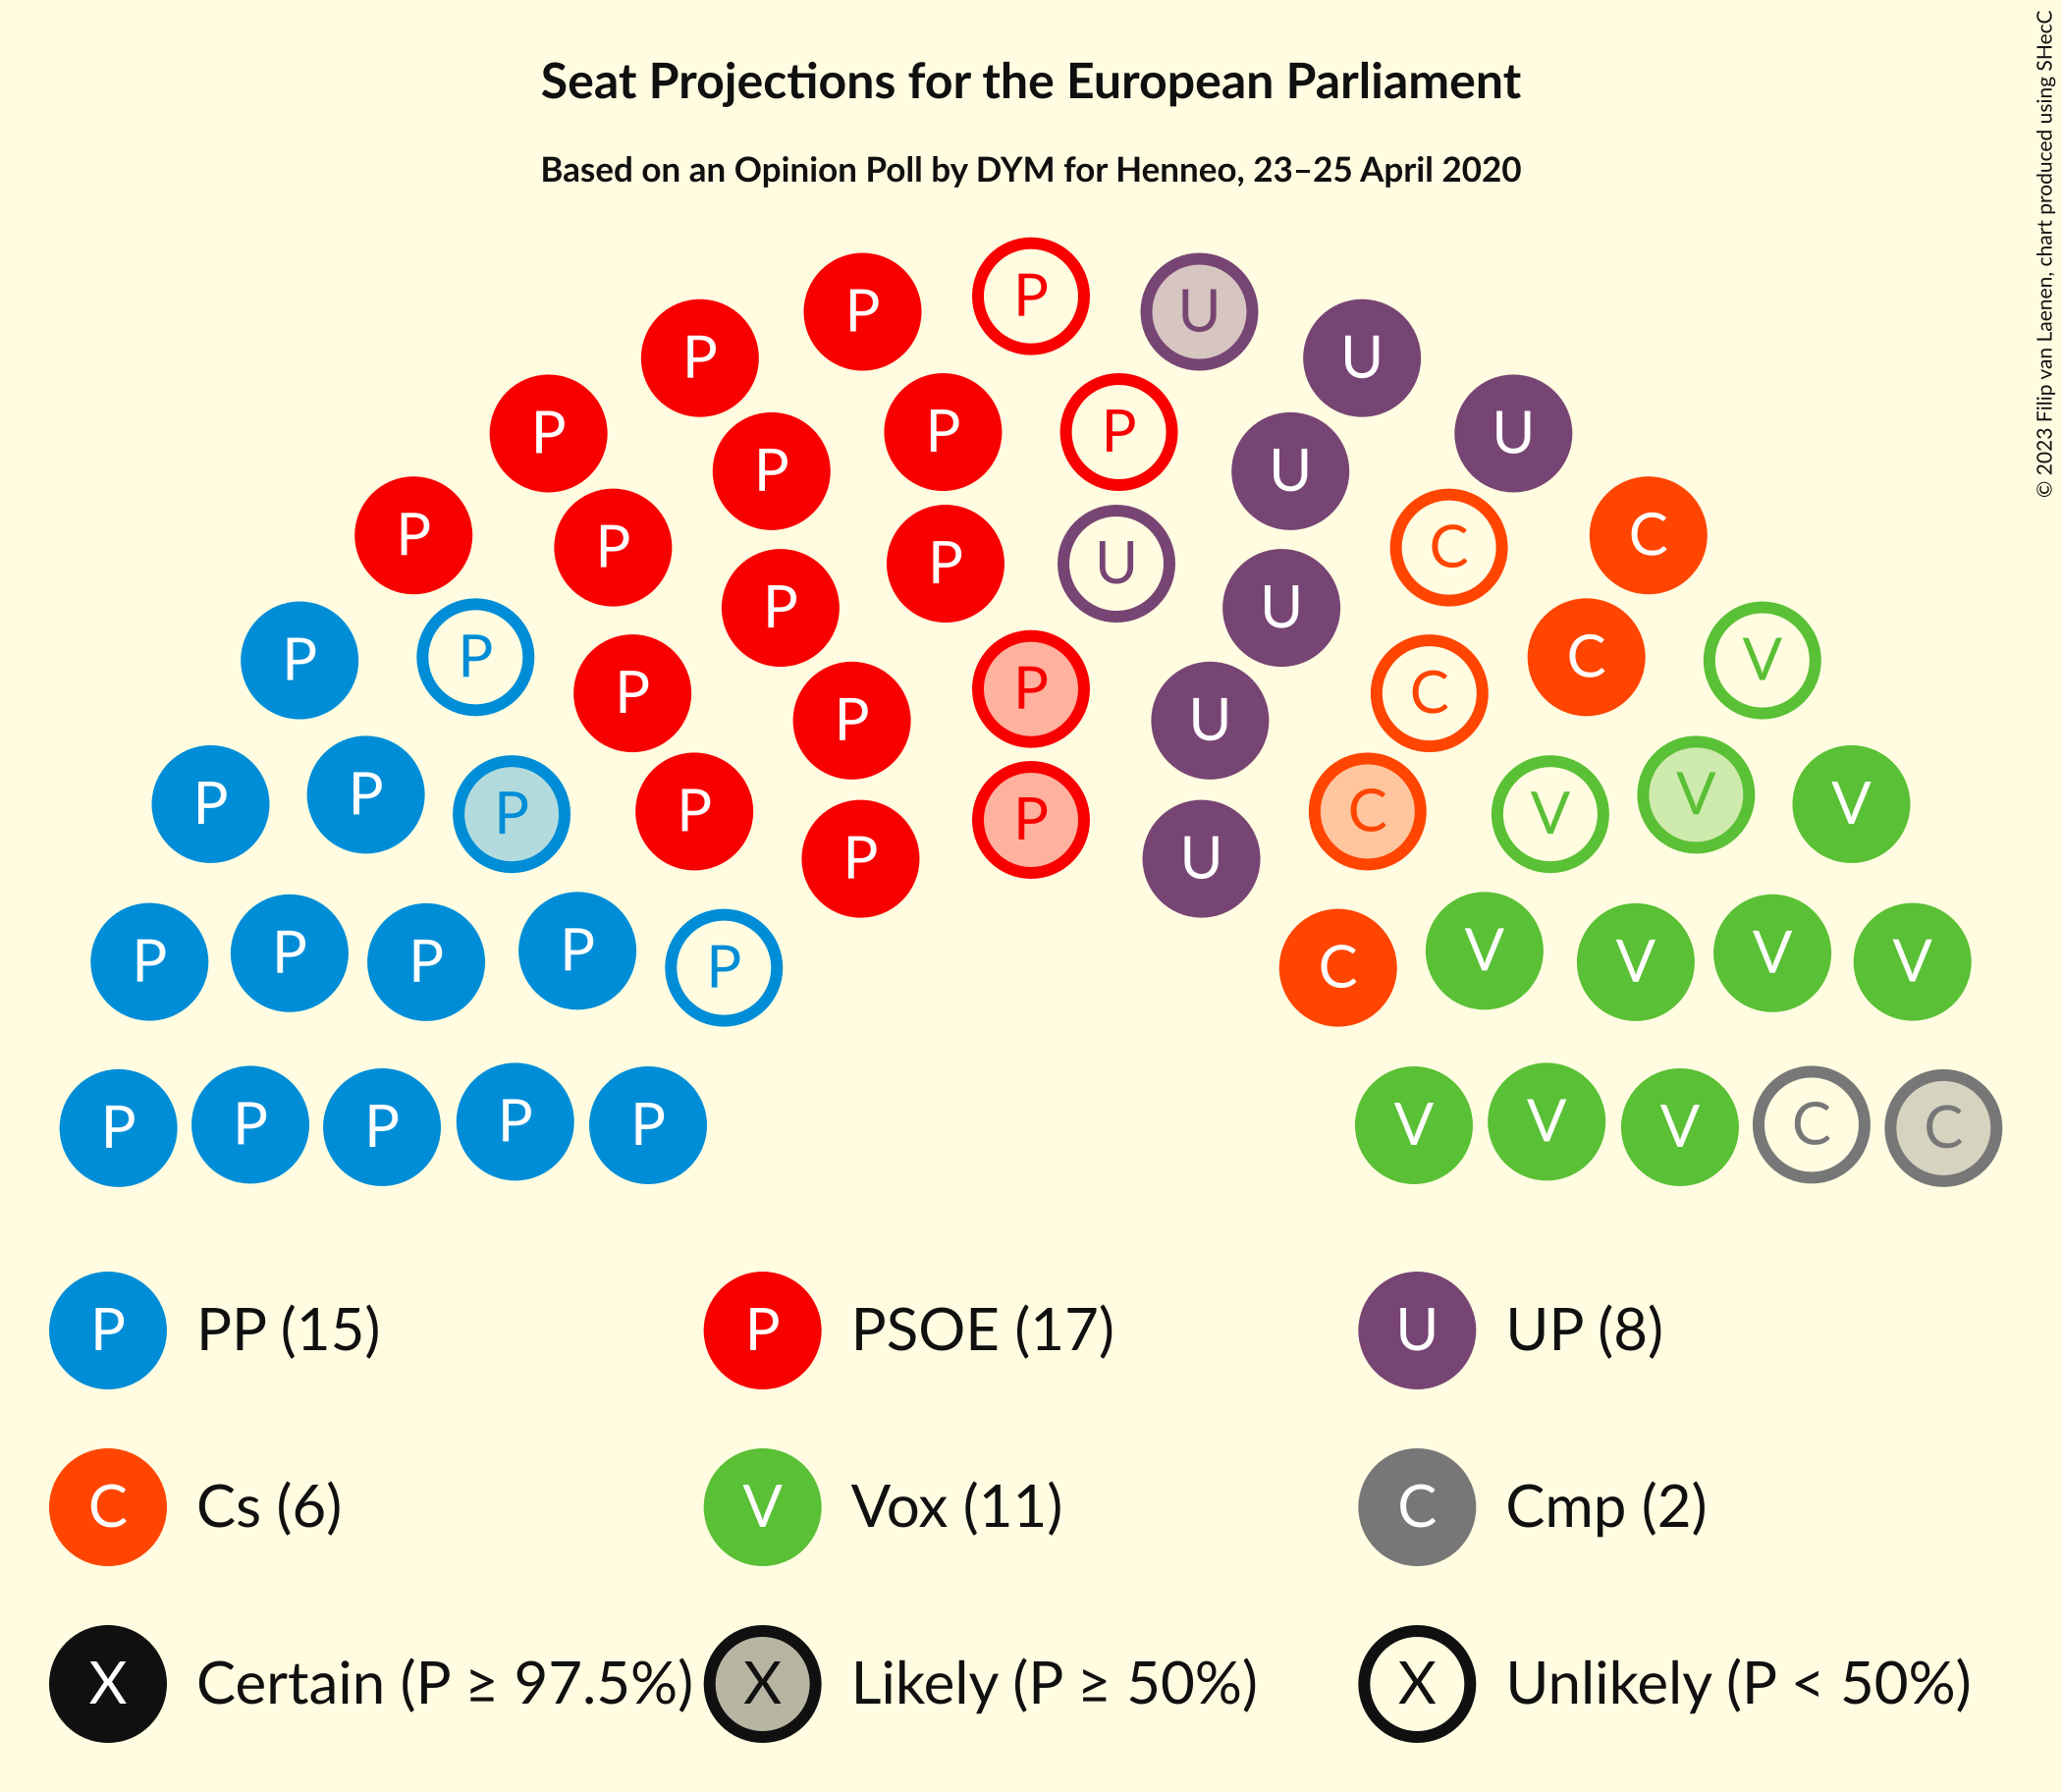 Seat Projections for the European Parliament
Based on an Opinion Poll by DYM for Henneo, 23–25 April 2020
© 2023 Filip van Laenen, chart produced using SHecC
P P U
P U
P U
P P U
P P C C
P U
P P U
P P V
P P C C
P P U
P P V V
P P C V
P P U
P P P P V V V V
P C
P P P P P V V V C C
P PP (15) P PSOE (17) U UP (8)
C Cs (6) V Vox (11) C Cmp (2)
X Certain (P ≥ 97.5%) X Likely (P ≥ 50%) X Unlikely (P < 50%)